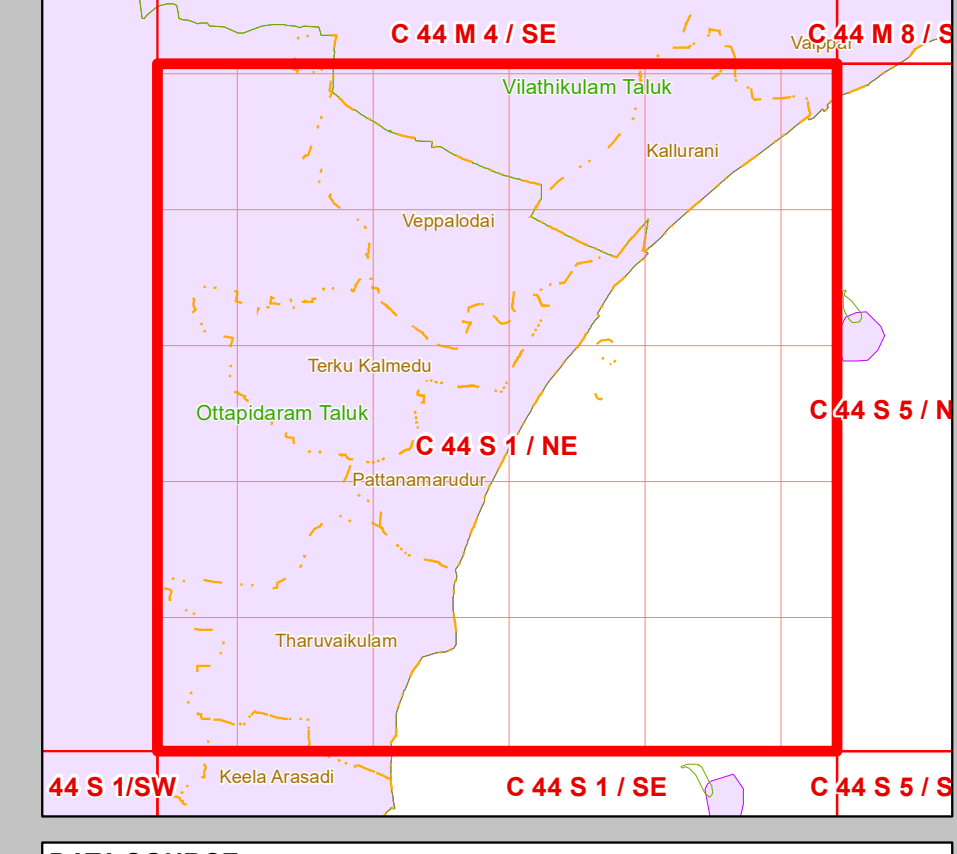 C 44 M 4 / SE
Vaippar
C 44 M 8 / S
Vilathikulam Taluk
Kallurani
Veppalodai
Terku Kalmedu
Ottapidaram Taluk
C 44 S 5 / N
C 44 S 1 / NE
Pattanamarudur
Tharuvaikulam
Keela Arasadi
44 S 1/SW
C 44 S 1 / SE
C 44 S 5 / S